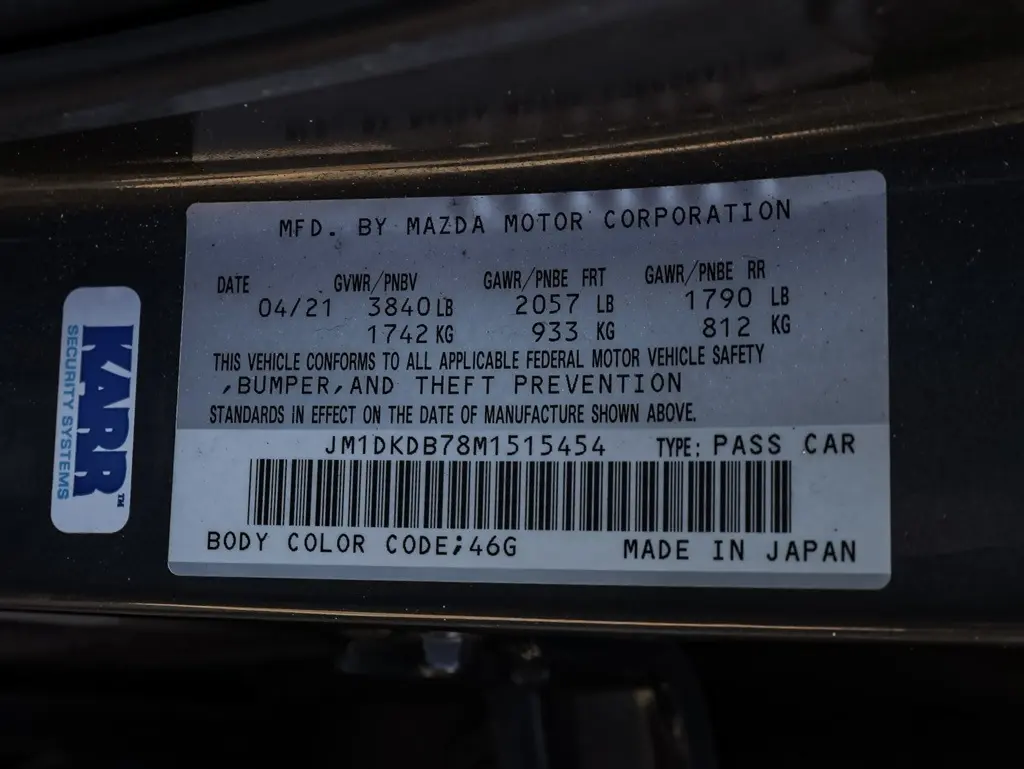 MFD. BY MAZDA MOTOR CORPORATION
DATE GVWR/PNBV GAWR/PNBE FRT GAWR/PNBE RR
04/21 3840 LB 2057 LB 1790 LB
1742 KG 933 KG 812 KG
THIS VEHICLE CONFORMS TO ALL APPLICABLE FEDERAL MOTOR VEHICLE SAFETY
,BUMPER,AND THEFT PREVENTION
STANDARDS IN EFFECT ON THE DATE OF MANUFACTURE SHOWN ABOVE.
JM1DKDB78M1515454 TYPE: PASS CAR
BODY COLOR CODE;46G MADE IN JAPAN
KARR™
SECURITY SYSTEMS